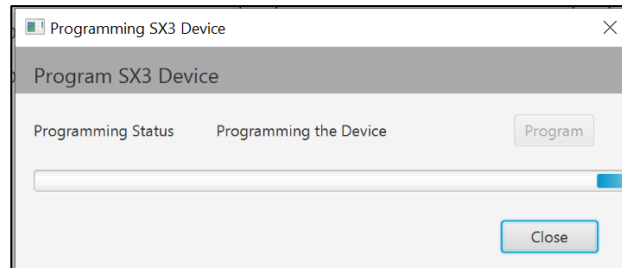 Programming SX3 Device
Program SX3 Device
Programming Status Programming the Device Program
Close